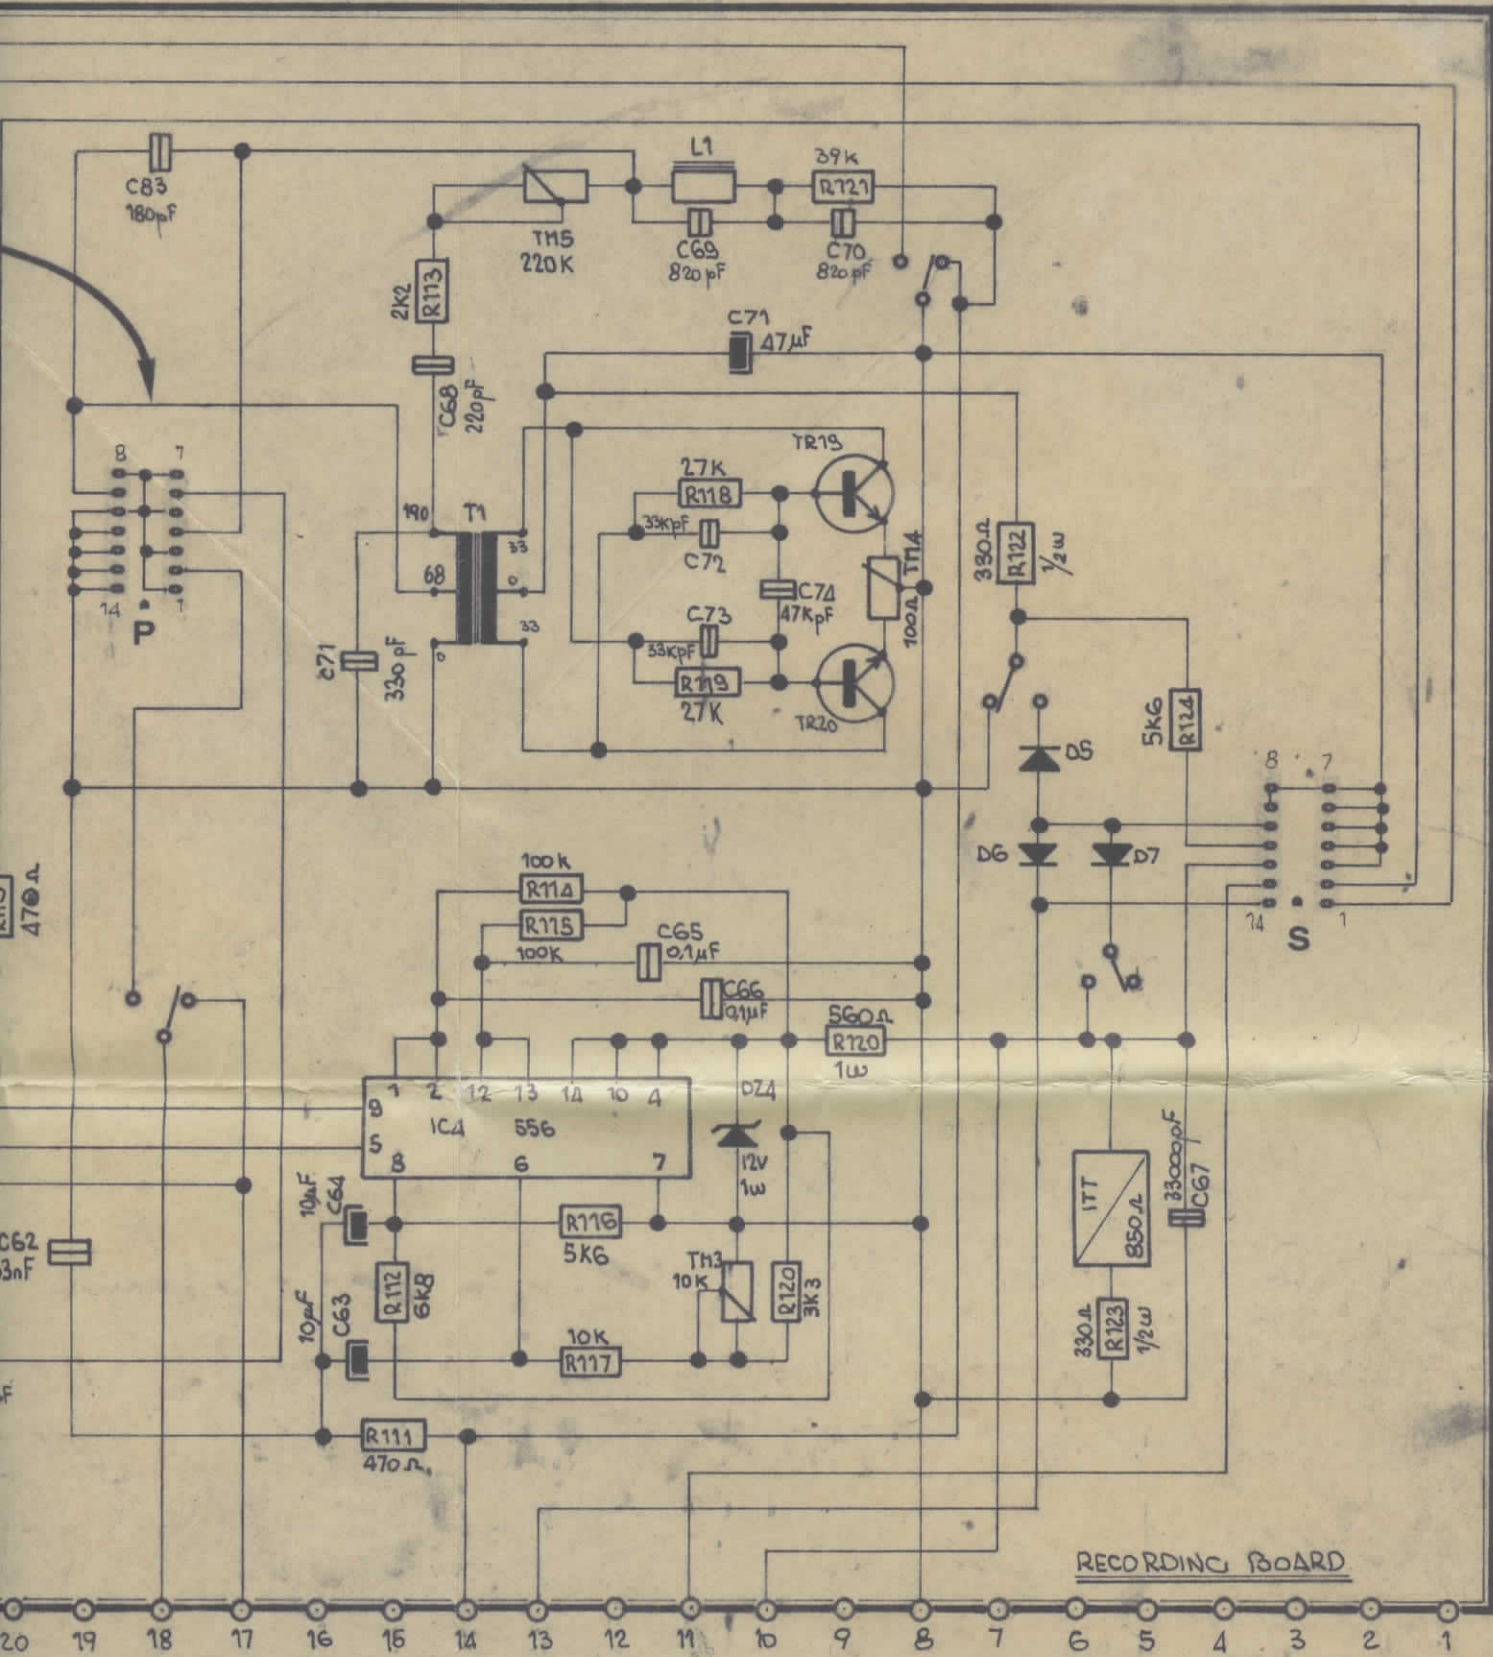 C83
180pF
L1
39K
R121
TM5
220K
C69
820pF
C70
820pF
2K2
R113
C71
47µF
C68
220pF
TR19
27K
R118
33KpF
C72
C74
47KpF
C73
33KpF
R119
27K
TR20
TM4
100Ω
330Ω
R122
1/2W
8
7
14
1
P
190
T1
33
68
0
0
33
C71
330pF
5K6
R124
D5
D6
D7
8
7
14
1
S
470Ω
100K
R114
R115
100K
C65
0,1µF
C66
0,1µF
560Ω
R120
1W
1
2
12
13
14
10
4
9
IC4
556
5
8
6
7
DZ4
12V
1W
10µF
C64
R116
5K6
TM3
10K
R120
3K3
R112
6K8
10µF
C63
10K
R117
R111
470Ω
C62
3nF
ITT
850Ω
33000pF
C67
330Ω
R123
1/2W
RECORDING BOARD
20 19 18 17 16 15 14 13 12 11 10 9 8 7 6 5 4 3 2 1